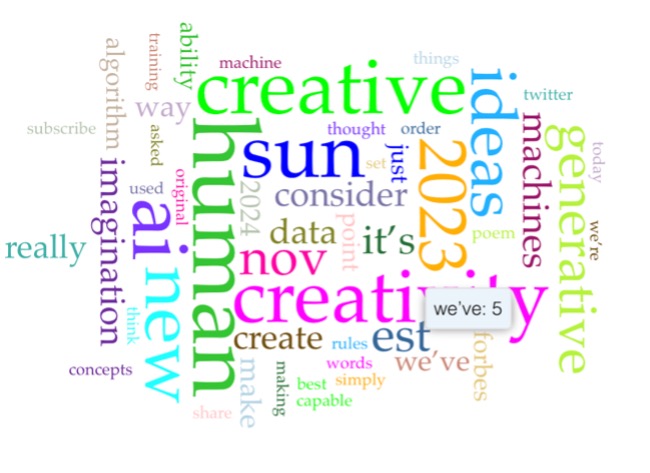 ability
machine
things
training
algorithm
creative
ideas
twitter
way
subscribe
asked
human
thought
order
machines
generative
today
sun
set
just
2023
imagination
used
original
2024
consider
ai
data
point
it's
poem
we're
really
nov
new
creativity
think
we've: 5
create
rules
est
forbes
concepts
make
making
words
we've
best
simply
capable
share